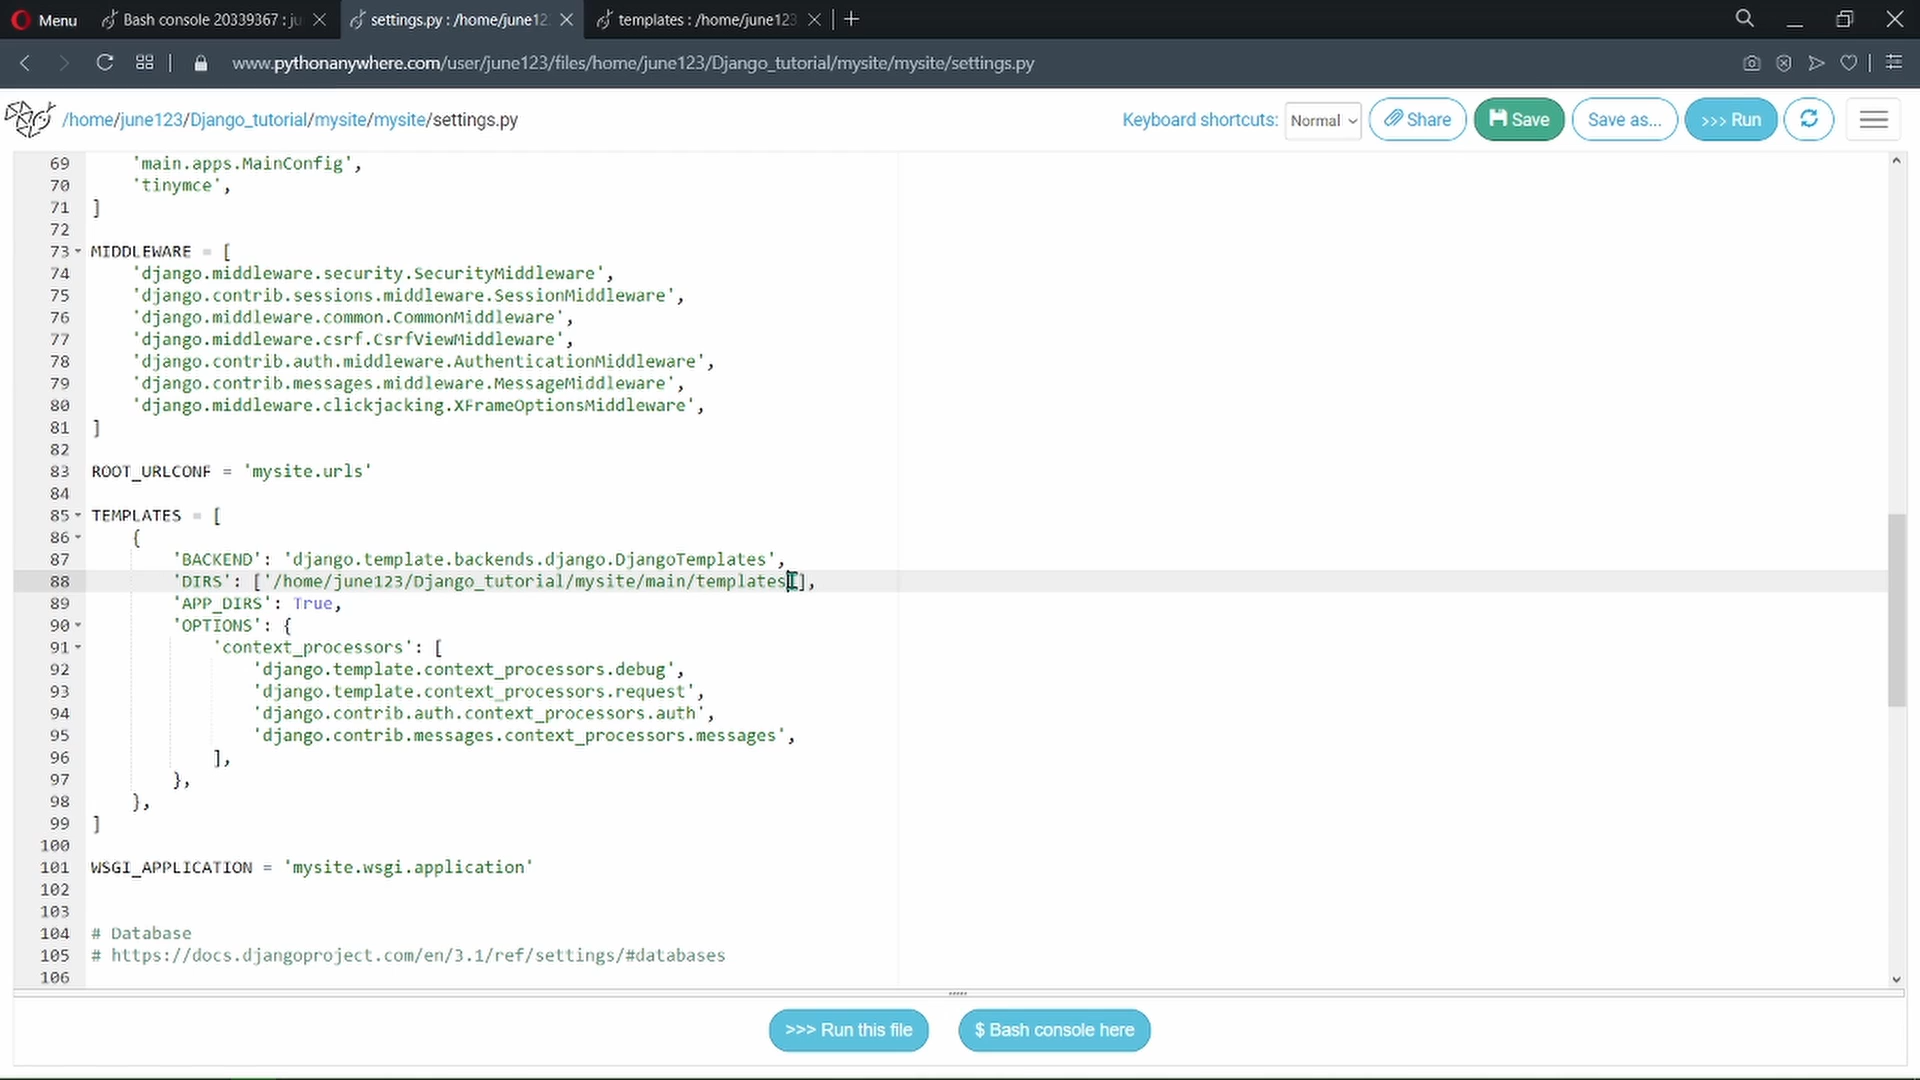 Menu
Bash console 20339367 : ju
settings.py : /home/june12
templates : /home/june123
www.pythonanywhere.com/user/june123/files/home/june123/Django_tutorial/mysite/mysite/settings.py
/home/june123/Django_tutorial/mysite/mysite/settings.py
Keyboard shortcuts: Normal
Share
Save
Save as...
>>> Run
69 'main.apps.MainConfig',
70 'tinymce',
71 ]
72
73 MIDDLEWARE = [
74 'django.middleware.security.SecurityMiddleware',
75 'django.contrib.sessions.middleware.SessionMiddleware',
76 'django.middleware.common.CommonMiddleware',
77 'django.middleware.csrf.CsrfViewMiddleware',
78 'django.contrib.auth.middleware.AuthenticationMiddleware',
79 'django.contrib.messages.middleware.MessageMiddleware',
80 'django.middleware.clickjacking.XFrameOptionsMiddleware',
81 ]
82
83 ROOT_URLCONF = 'mysite.urls'
84
85 TEMPLATES = [
86 {
87 'BACKEND': 'django.template.backends.django.DjangoTemplates',
88 'DIRS': ['/home/june123/Django_tutorial/mysite/main/templates'],
89 'APP_DIRS': True,
90 'OPTIONS': {
91 'context_processors': [
92 'django.template.context_processors.debug',
93 'django.template.context_processors.request',
94 'django.contrib.auth.context_processors.auth',
95 'django.contrib.messages.context_processors.messages',
96 ],
97 },
98 },
99 ]
100
101 WSGI_APPLICATION = 'mysite.wsgi.application'
102
103
104 # Database
105 # https://docs.djangoproject.com/en/3.1/ref/settings/#databases
106
>>> Run this file
$ Bash console here